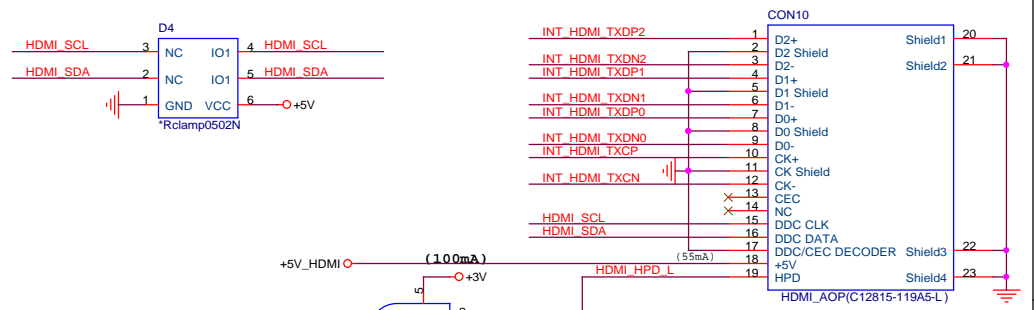 D4
HDMI_SCL 3 NC IO1 4 HDMI_SCL
HDMI_SDA 2 NC IO1 5 HDMI_SDA
1 GND VCC 6 +5V
*Rclamp0502N
CON10
INT_HDMI_TXDP2 1 D2+ Shield1 20
2 D2 Shield
INT_HDMI_TXDN2 3 D2- Shield2 21
INT_HDMI_TXDP1 4 D1+
5 D1 Shield
INT_HDMI_TXDN1 6 D1-
INT_HDMI_TXDP0 7 D0+
8 D0 Shield
INT_HDMI_TXDN0 9 D0-
INT_HDMI_TXCP 10 CK+
11 CK Shield
INT_HDMI_TXCN 12 CK-
13 CEC
14 NC
HDMI_SCL 15 DDC CLK
HDMI_SDA 16 DDC DATA
17 DDC/CEC DECODER Shield3 22
+5V_HDMI (100mA) (55mA) 18 +5V
HDMI_HPD_L 19 HPD Shield4 23
HDMI_AOP(C12815-119A5-L)
+3V
5